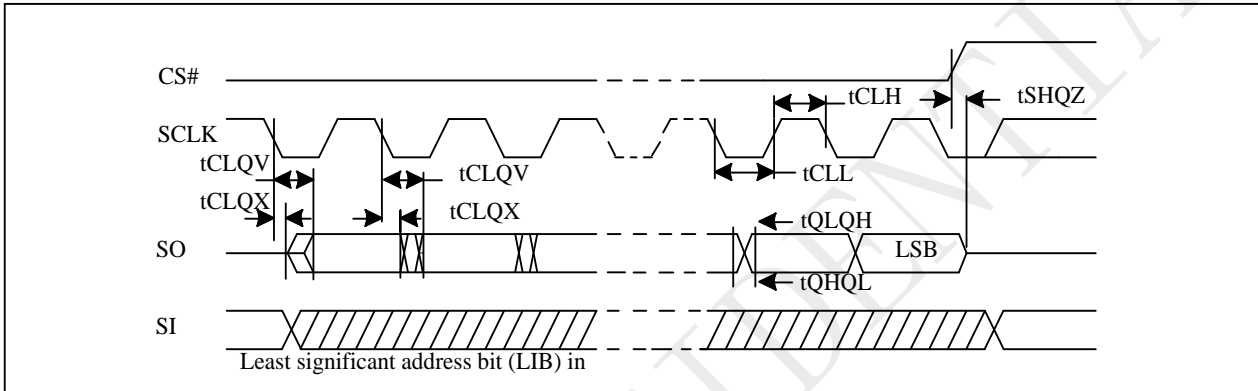 CS#
tCLH
tSHQZ
SCLK
tCLQV
tCLQV
tCLL
tCLQX
tCLQX
tQLQH
SO
LSB
tQHQL
SI
Least significant address bit (LIB) in